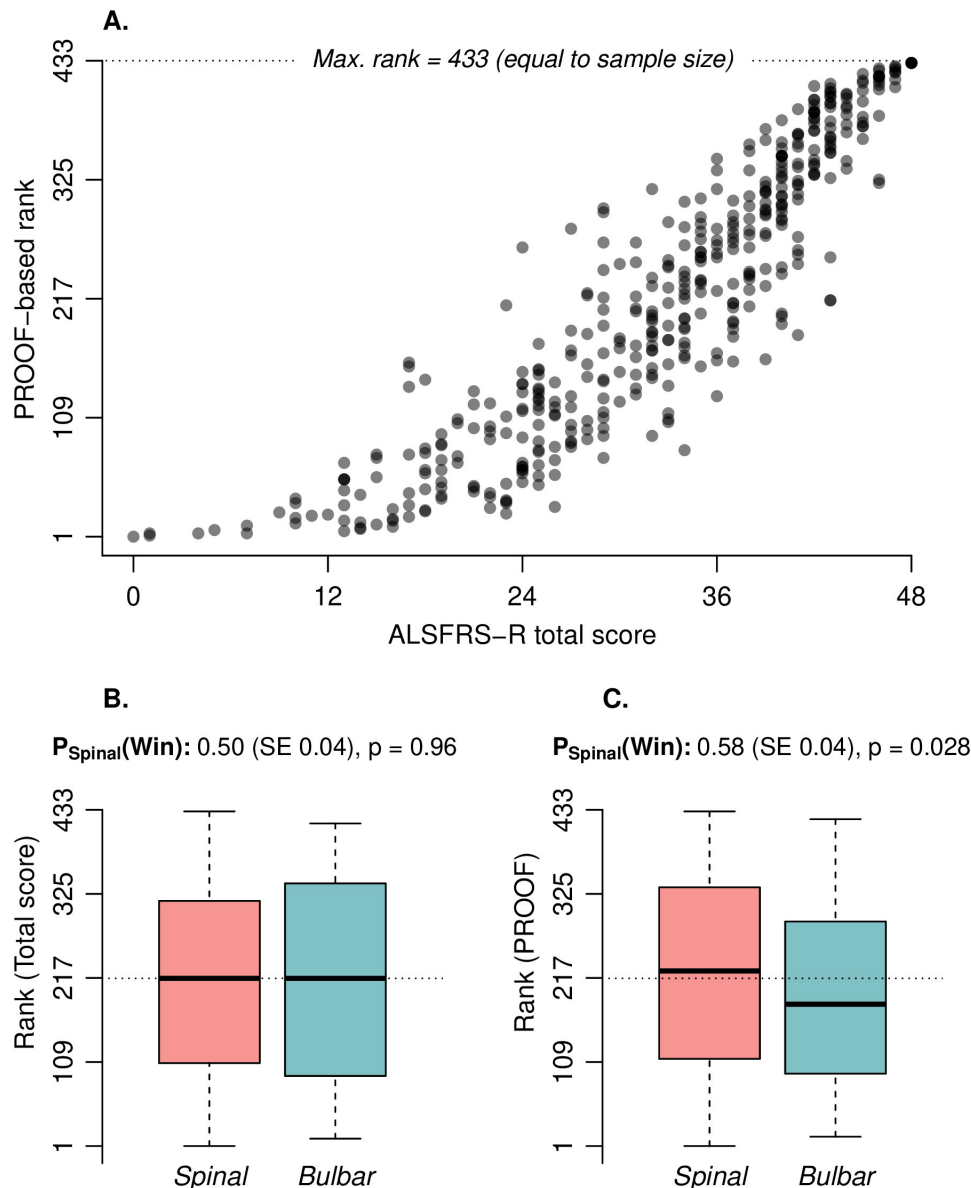 A.
Max. rank = 433 (equal to sample size)
433
325
217
109
1
PROOF−based rank
0 12 24 36 48
ALSFRS−R total score
B.
P_Spinal(Win): 0.50 (SE 0.04), p = 0.96
433
325
217
109
1
Rank (Total score)
Spinal Bulbar
C.
P_Spinal(Win): 0.58 (SE 0.04), p = 0.028
433
325
217
109
1
Rank (PROOF)
Spinal Bulbar